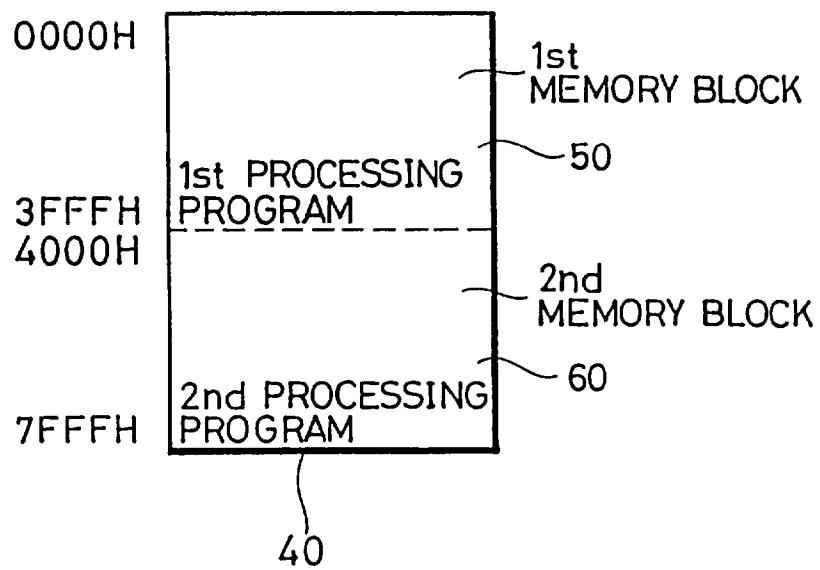 0000H
1st
MEMORY BLOCK
50
1st PROCESSING
PROGRAM
3FFFH
4000H
2nd
MEMORY BLOCK
60
2nd PROCESSING
PROGRAM
7FFFH
40